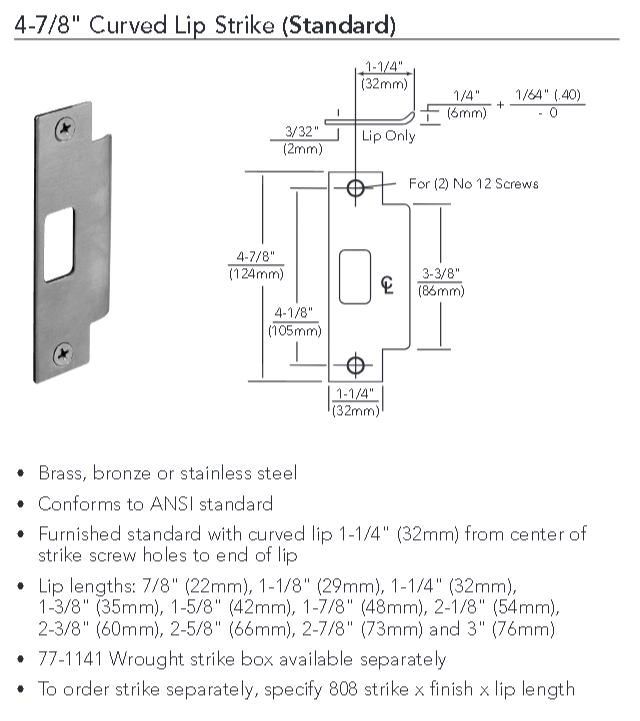 4-7/8" Curved Lip Strike (Standard)
1-1/4"
(32mm)
1/4"
(6mm)
+
1/64" (.40)
- 0
3/32"
(2mm)
Lip Only
For (2) No 12 Screws
4-7/8"
(124mm)
4-1/8"
(105mm)
℄
3-3/8"
(86mm)
1-1/4"
(32mm)
• Brass, bronze or stainless steel
• Conforms to ANSI standard
• Furnished standard with curved lip 1-1/4" (32mm) from center of
strike screw holes to end of lip
• Lip lengths: 7/8" (22mm), 1-1/8" (29mm), 1-1/4" (32mm),
1-3/8" (35mm), 1-5/8" (42mm), 1-7/8" (48mm), 2-1/8" (54mm),
2-3/8" (60mm), 2-5/8" (66mm), 2-7/8" (73mm) and 3" (76mm)
• 77-1141 Wrought strike box available separately
• To order strike separately, specify 808 strike x finish x lip length